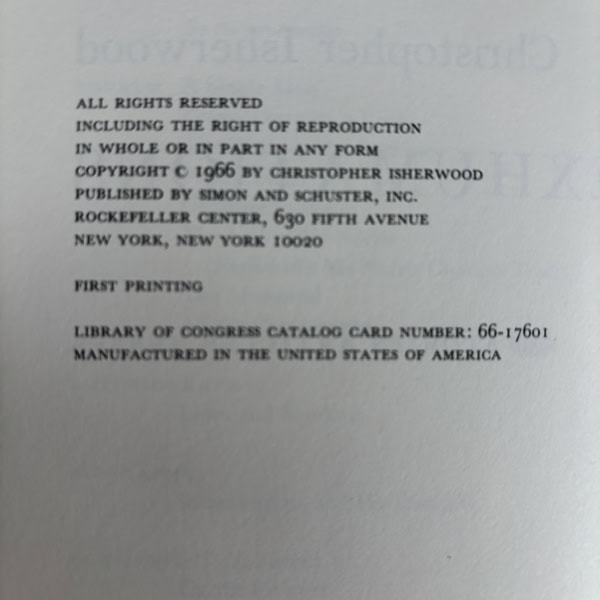 ALL RIGHTS RESERVED
INCLUDING THE RIGHT OF REPRODUCTION
IN WHOLE OR IN PART IN ANY FORM
COPYRIGHT © 1966 BY CHRISTOPHER ISHERWOOD
PUBLISHED BY SIMON AND SCHUSTER, INC.
ROCKEFELLER CENTER, 630 FIFTH AVENUE
NEW YORK, NEW YORK 10020
FIRST PRINTING
LIBRARY OF CONGRESS CATALOG CARD NUMBER: 66-17601
MANUFACTURED IN THE UNITED STATES OF AMERICA